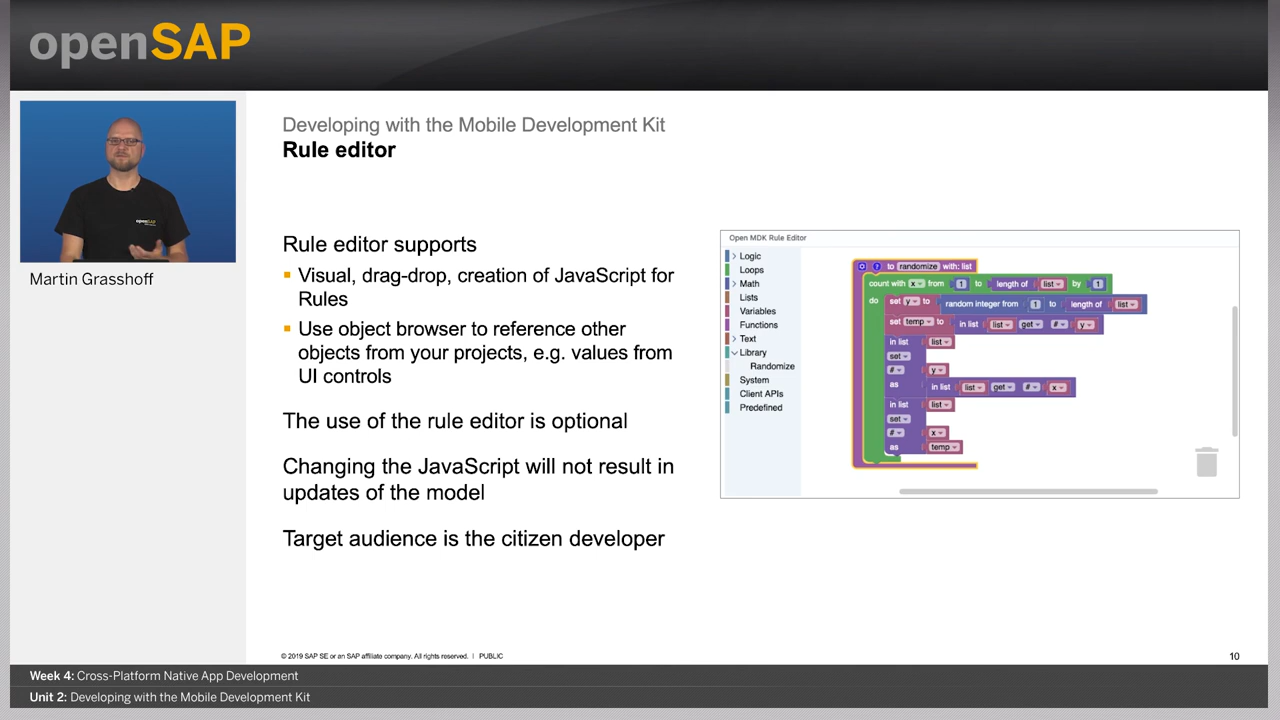 openSAP
Martin Grasshoff
Developing with the Mobile Development Kit
Rule editor
Rule editor supports
Visual, drag-drop, creation of JavaScript for
Rules
Use object browser to reference other
objects from your projects, e.g. values from
UI controls
The use of the rule editor is optional
Changing the JavaScript will not result in
updates of the model
Target audience is the citizen developer
Open MDK Rule Editor
Logic
Loops
Math
Lists
Variables
Functions
Text
Library
Randomize
System
Client APIs
Predefined
? to randomize with: list
count with x from 1 to length of list by 1
do set y to random integer from 1 to length of list
set temp to in list list get # y
in list list
set
# y
as in list list get # x
in list list
set
# x
as temp
© 2019 SAP SE or an SAP affiliate company. All rights reserved. | PUBLIC
10
Week 4: Cross-Platform Native App Development
Unit 2: Developing with the Mobile Development Kit